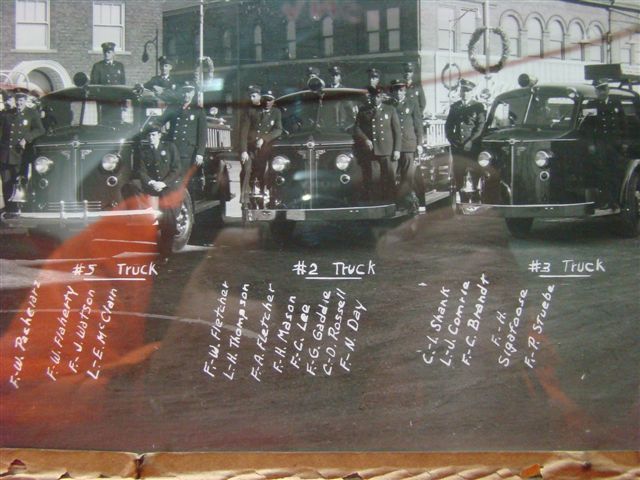 #5 Truck
F.-W. Flaherty
F.-J. Watson
L.-E. McClain
#2 Truck
F.-W. Fletcher
L.-H. Thompson
F.-A. Fletcher
F.-H. Mason
F.-C. Lee
F.-G. Gaddie
C.-D. Rossell
F.-N. Day
#3 Truck
C.-L. Shank
L.-J. Comrie
F.-C. Brandt
F.-H. Sigafoose
F.-P. Struebe